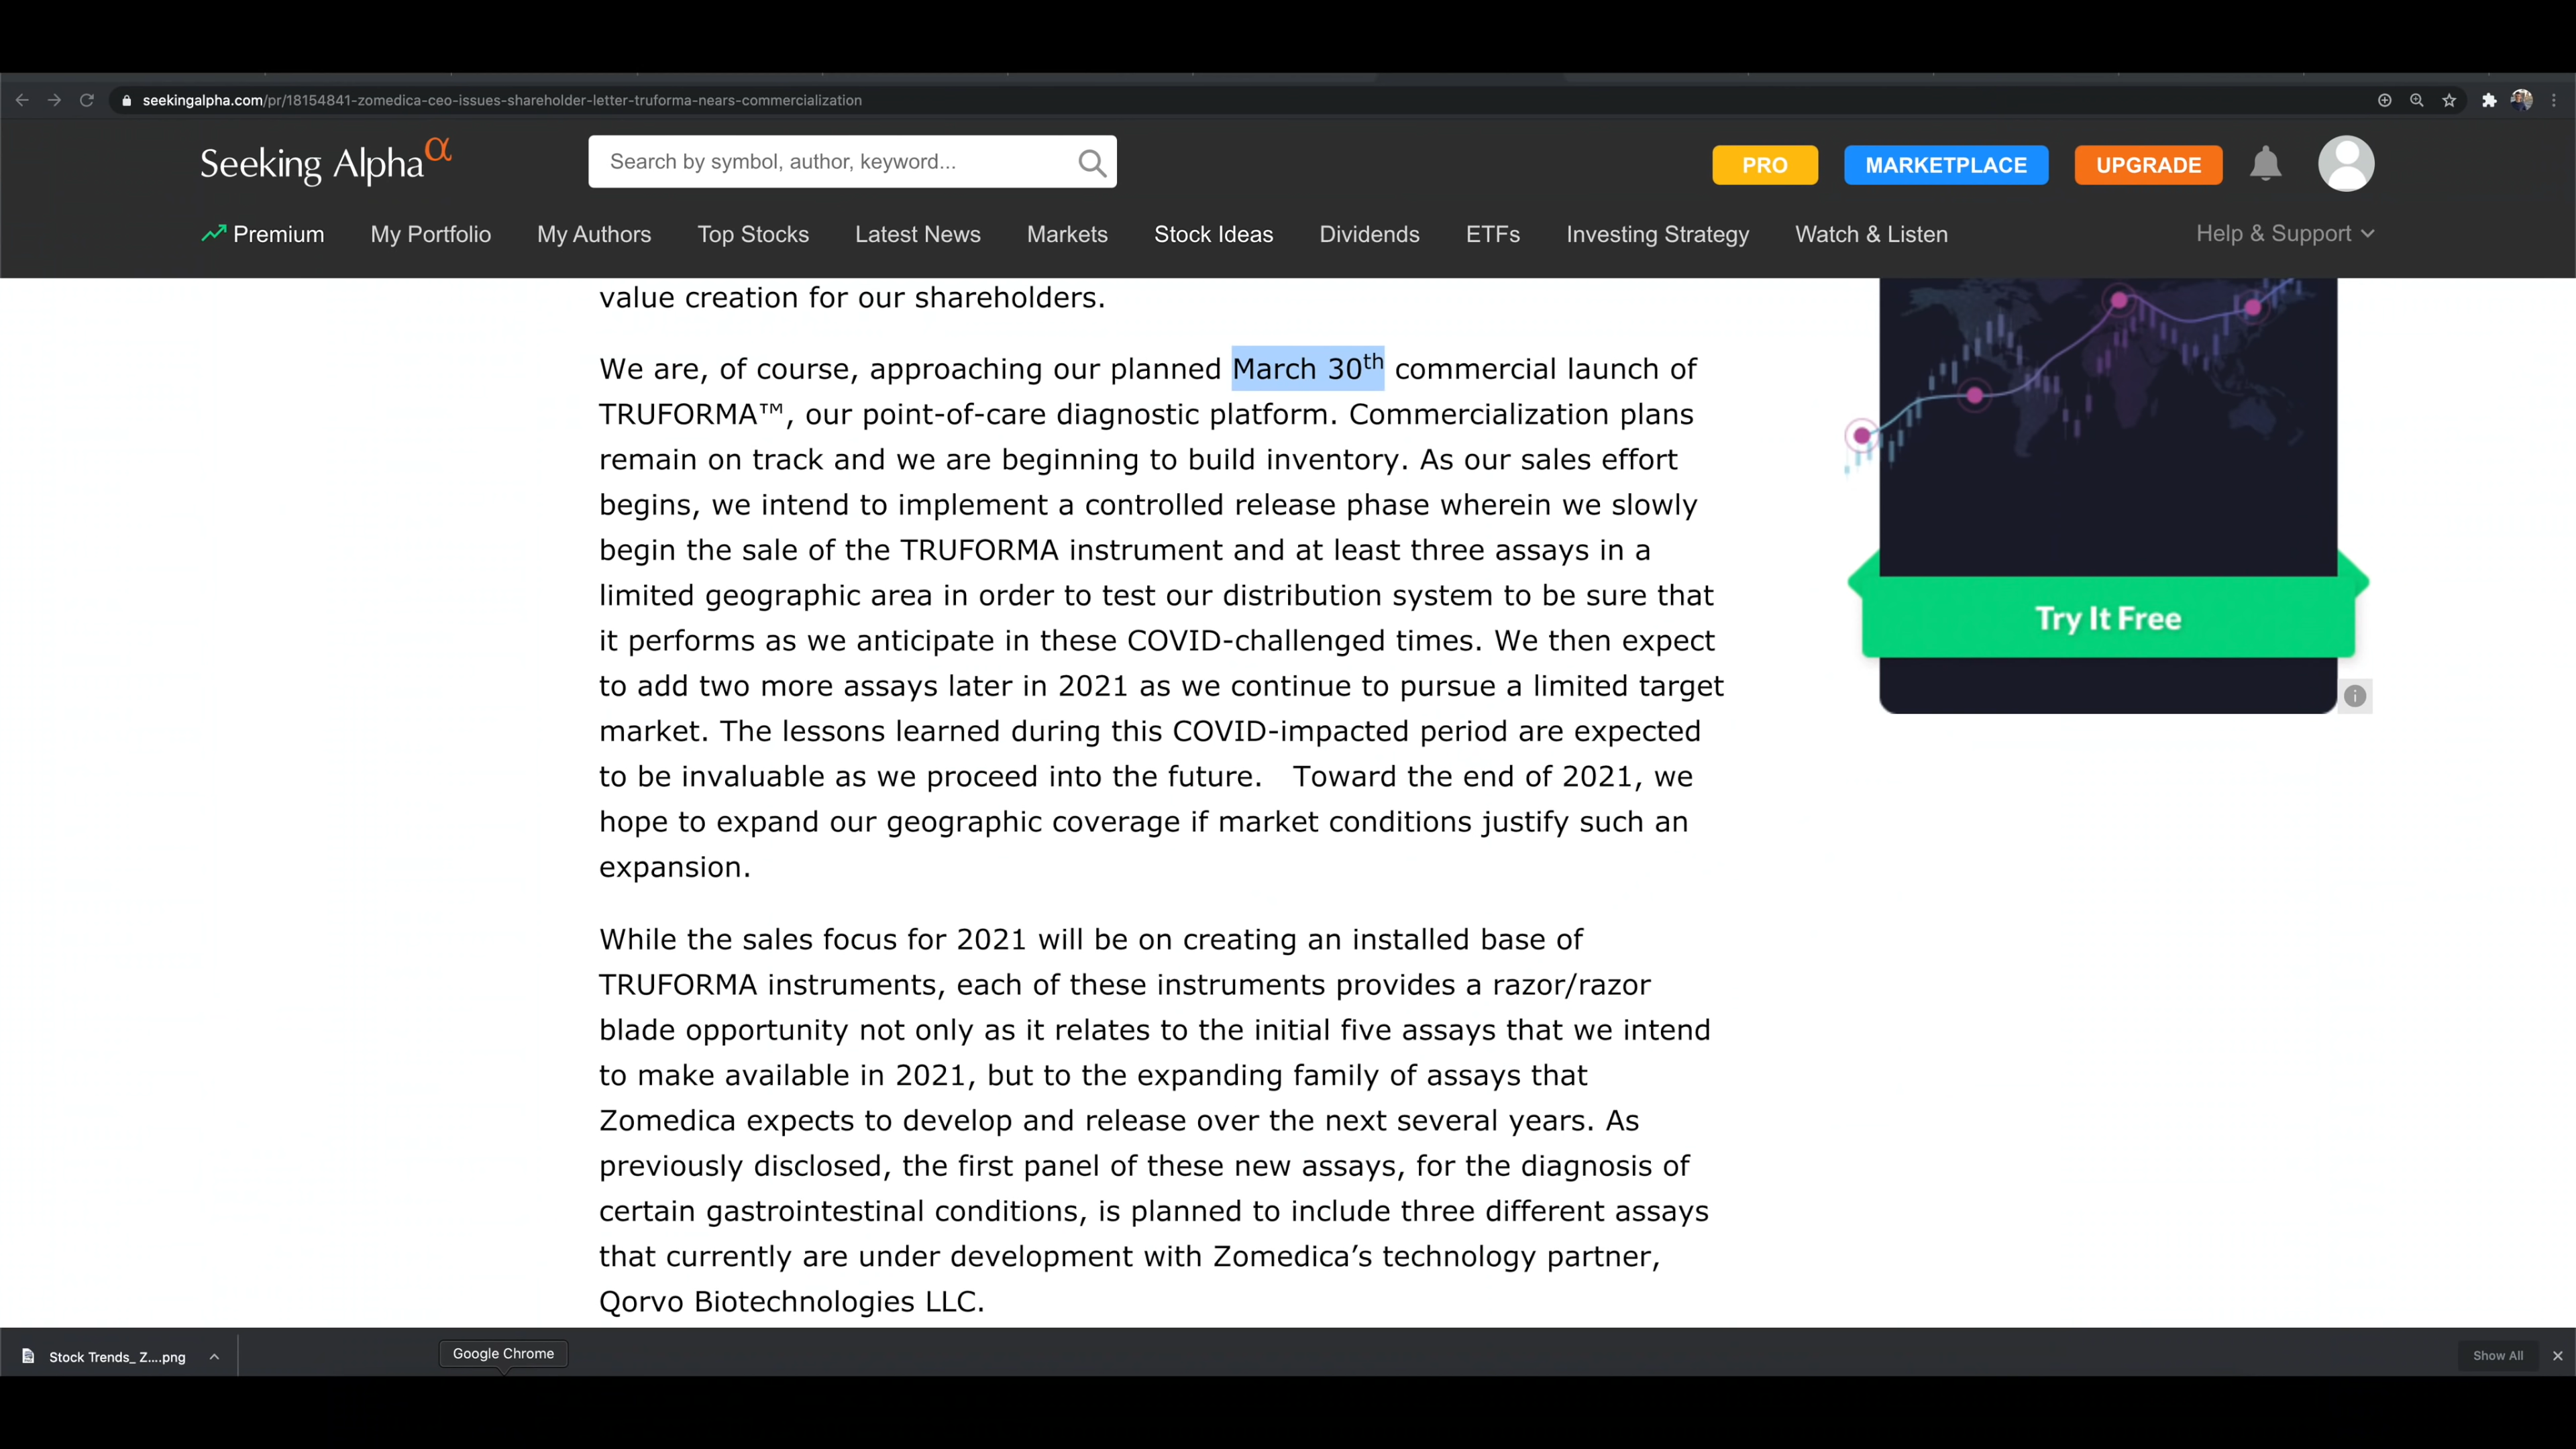 seekingalpha.com/pr/18154841-zomedica-ceo-issues-shareholder-letter-truforma-nears-commercialization
Seeking Alpha α
Search by symbol, author, keyword...
PRO
MARKETPLACE
UPGRADE
Premium My Portfolio My Authors Top Stocks Latest News Markets Stock Ideas Dividends ETFs Investing Strategy Watch & Listen Help & Support
value creation for our shareholders.
We are, of course, approaching our planned March 30th commercial launch of
TRUFORMA™, our point-of-care diagnostic platform. Commercialization plans
remain on track and we are beginning to build inventory. As our sales effort
begins, we intend to implement a controlled release phase wherein we slowly
begin the sale of the TRUFORMA instrument and at least three assays in a
limited geographic area in order to test our distribution system to be sure that
it performs as we anticipate in these COVID-challenged times. We then expect
to add two more assays later in 2021 as we continue to pursue a limited target
market. The lessons learned during this COVID-impacted period are expected
to be invaluable as we proceed into the future. Toward the end of 2021, we
hope to expand our geographic coverage if market conditions justify such an
expansion.
While the sales focus for 2021 will be on creating an installed base of
TRUFORMA instruments, each of these instruments provides a razor/razor
blade opportunity not only as it relates to the initial five assays that we intend
to make available in 2021, but to the expanding family of assays that
Zomedica expects to develop and release over the next several years. As
previously disclosed, the first panel of these new assays, for the diagnosis of
certain gastrointestinal conditions, is planned to include three different assays
that currently are under development with Zomedica’s technology partner,
Qorvo Biotechnologies LLC.
Try It Free
Stock Trends_ Z....png
Google Chrome
Show All